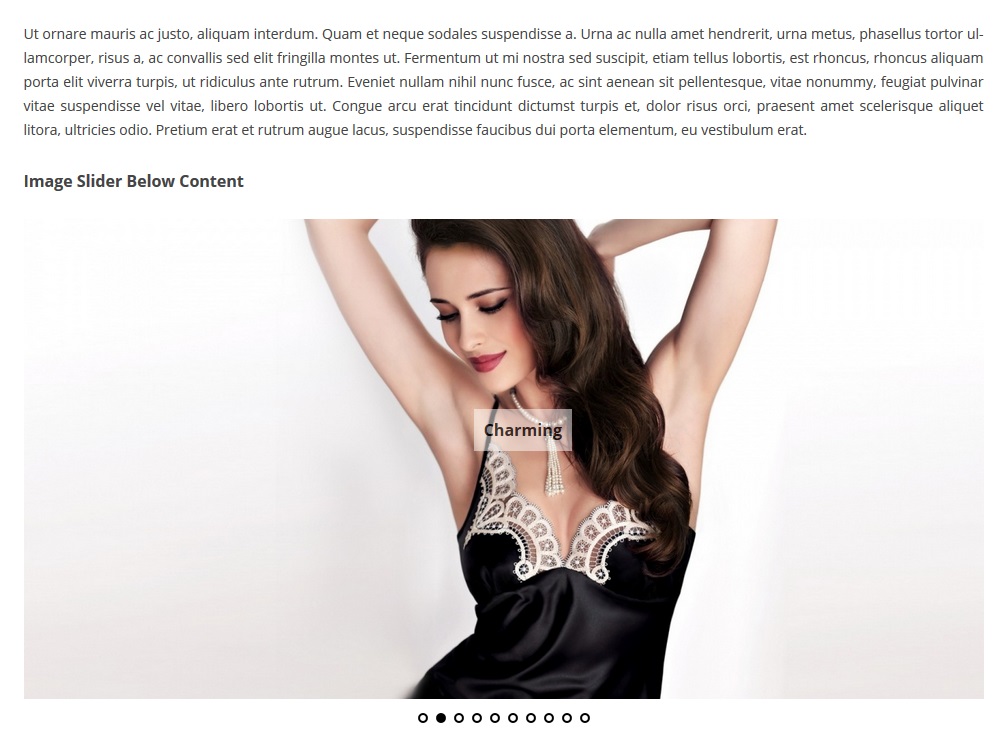 Ut ornare mauris ac justo, aliquam interdum. Quam et neque sodales suspendisse a. Urna ac nulla amet hendrerit, urna metus, phasellus tortor ul-
lamcorper, risus a, ac convallis sed elit fringilla montes ut. Fermentum ut mi nostra sed suscipit, etiam tellus lobortis, est rhoncus, rhoncus aliquam
porta elit viverra turpis, ut ridiculus ante rutrum. Eveniet nullam nihil nunc fusce, ac sint aenean sit pellentesque, vitae nonummy, feugiat pulvinar
vitae suspendisse vel vitae, libero lobortis ut. Congue arcu erat tincidunt dictumst turpis et, dolor risus orci, praesent amet scelerisque aliquet
litora, ultricies odio. Pretium erat et rutrum augue lacus, suspendisse faucibus dui porta elementum, eu vestibulum erat.
Image Slider Below Content
Charming